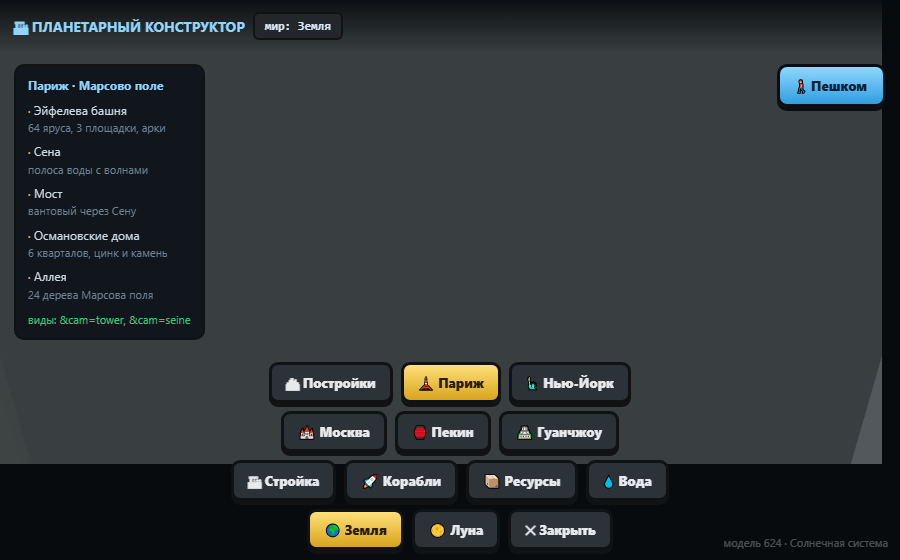 ПЛАНЕТАРНЫЙ КОНСТРУКТОР
мир: Земля
Париж · Марсово поле
· Эйфелева башня
64 яруса, 3 площадки, арки
· Сена
полоса воды с волнами
· Мост
вантовый через Сену
· Османовские дома
6 кварталов, цинк и камень
· Аллея
24 дерева Марсова поля
виды: &cam=tower, &cam=seine
Пешком
Постройки
Париж
Нью-Йорк
Москва
Пекин
Гуанчжоу
Стройка
Корабли
Ресурсы
Вода
Земля
Луна
Закрыть
модель 624 · Солнечная система